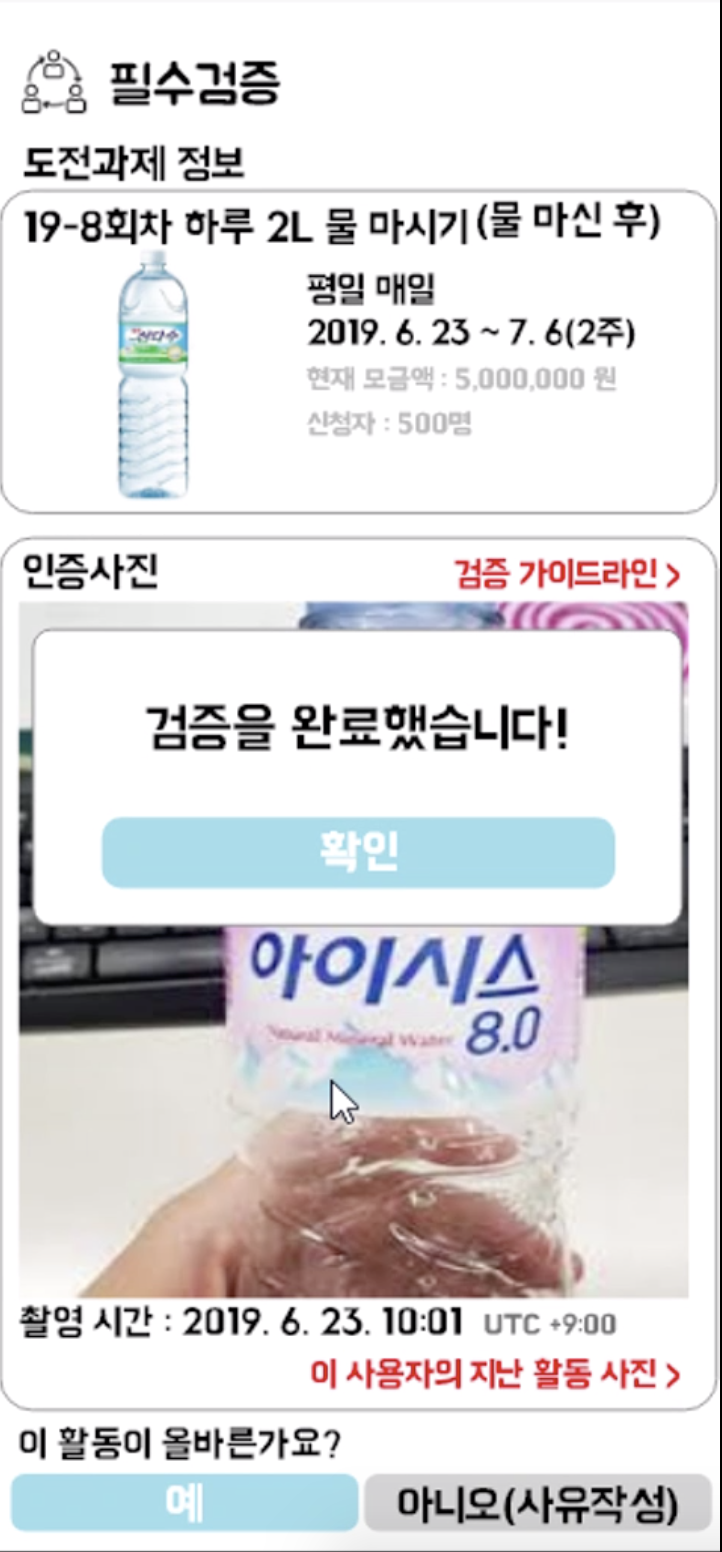 필수검증
도전과제 정보
19-8회차 하루 2L 물 마시기(물 마신 후)
평일 매일
2019. 6. 23 ~ 7. 6(2주)
현재 모금액 : 5,000,000 원
신청자 : 500명
삼다수
인증사진
검증 가이드라인 >
검증을 완료했습니다!
확인
아이시스
8.0
Natural Mineral Water
촬영 시간 : 2019. 6. 23. 10:01 UTC +9:00
이 사용자의 지난 활동 사진 >
이 활동이 올바른가요?
예
아니오(사유작성)